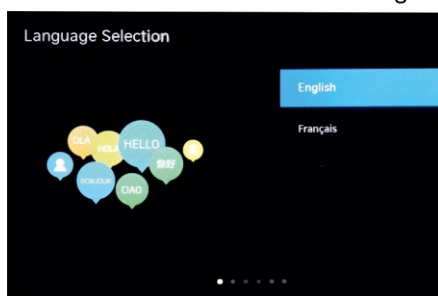 Language Selection
English
Français
OLA
HOLA
HELLO
你好
BONJOUR
CIAO